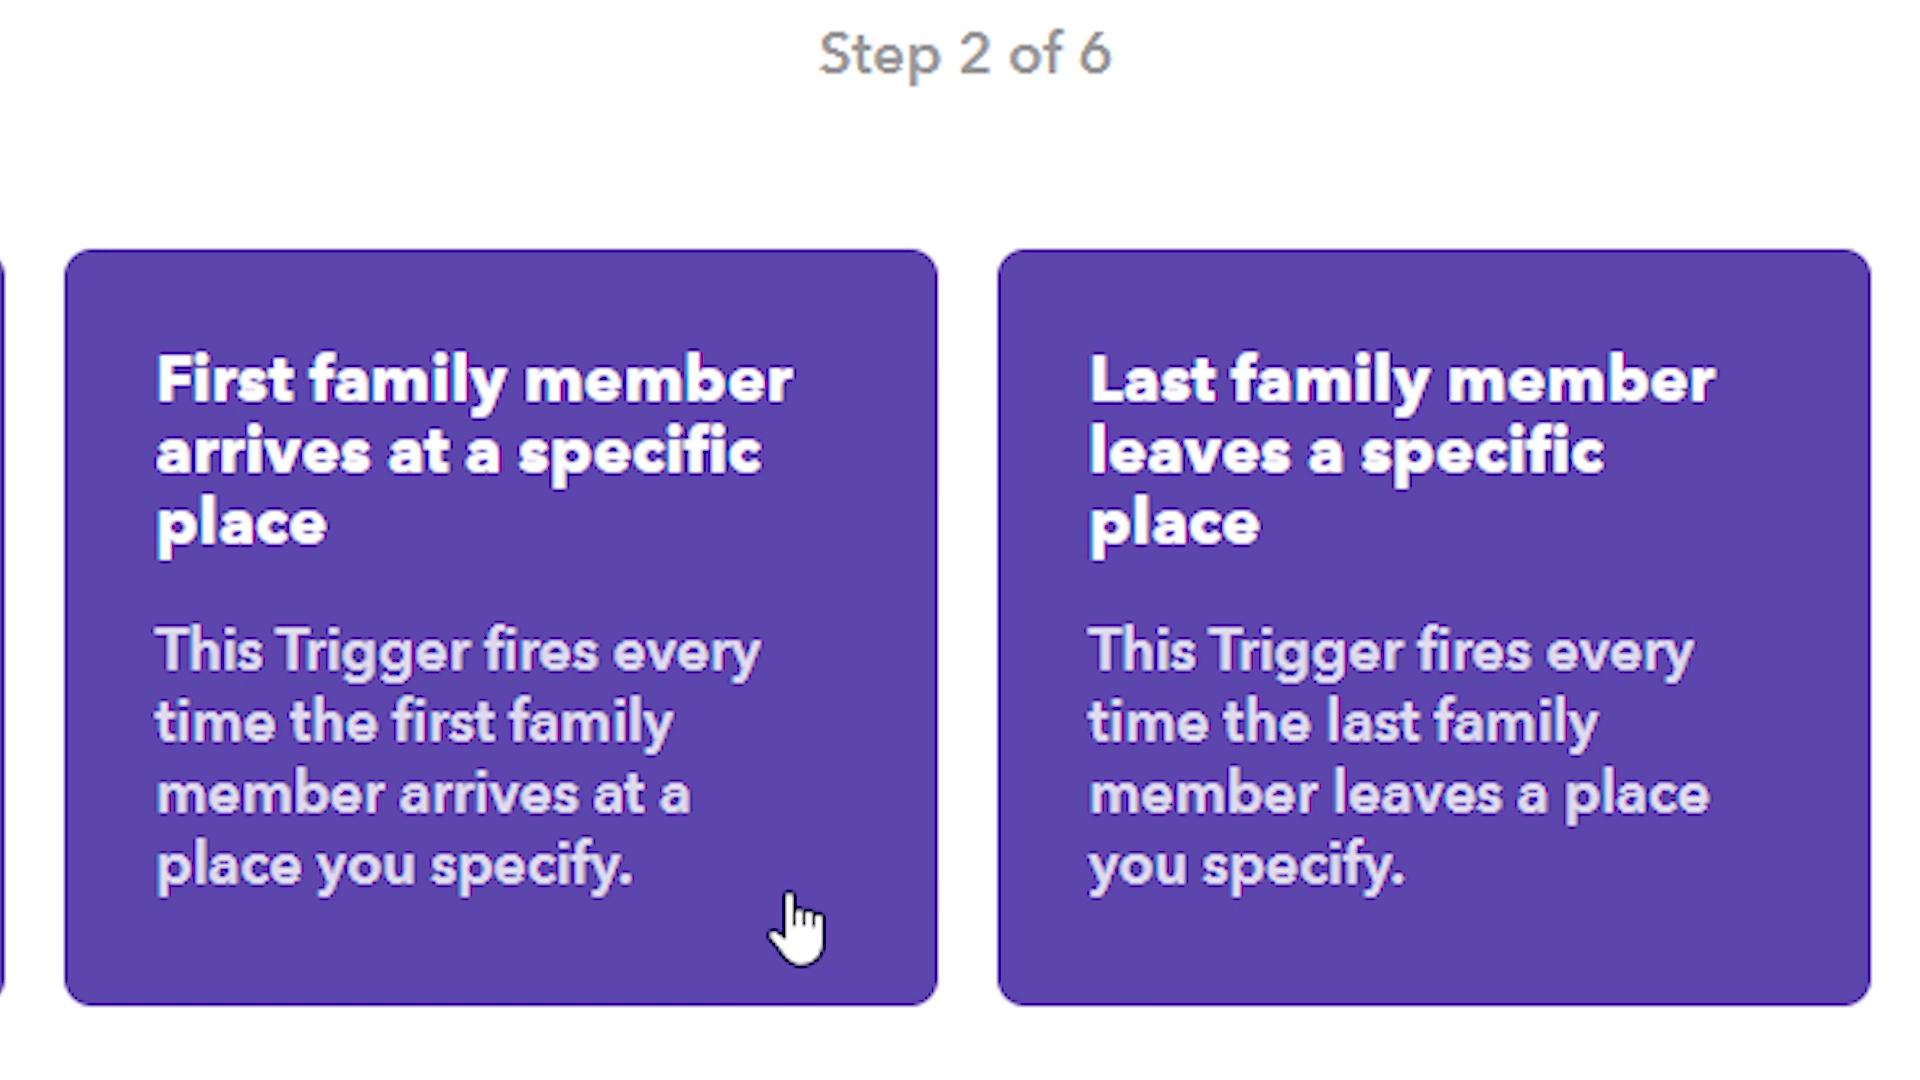 Step 2 of 6
First family member
arrives at a specific
place
This Trigger fires every
time the first family
member arrives at a
place you specify.
Last family member
leaves a specific
place
This Trigger fires every
time the last family
member leaves a place
you specify.